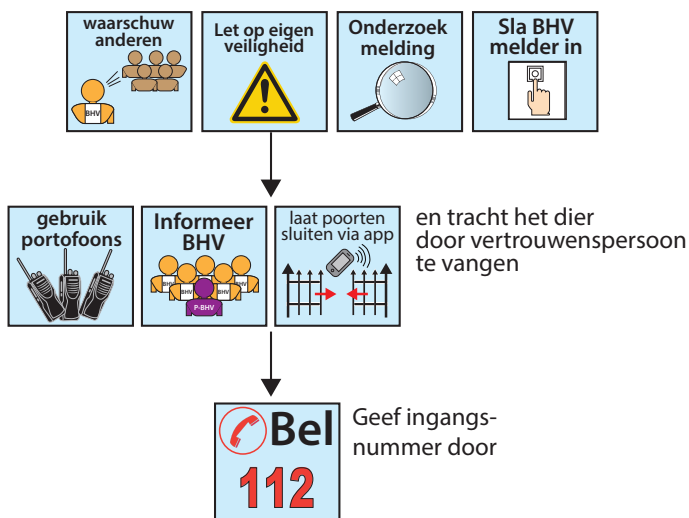 waarschuw
anderen
BHV
Let op eigen
veiligheid
Onderzoek
melding
Sla BHV
melder in
gebruik
portofoons
Informeer
BHV
BHV
BHV
BHV
BHV
P-BHV
laat poorten
sluiten via app
en tracht het dier
door vertrouwenspersoon
te vangen
Bel
112
Geef ingangs-
nummer door